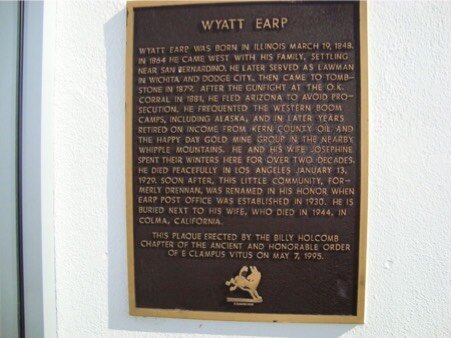 WYATT EARP
WYATT EARP WAS BORN IN ILLINOIS MARCH 19, 1848.
IN 1864 HE CAME WEST WITH HIS FAMILY, SETTLING
NEAR SAN BERNARDINO. HE LATER SERVED AS LAWMAN
IN WICHITA AND DODGE CITY, THEN CAME TO TOMB-
STONE IN 1879. AFTER THE GUNFIGHT AT THE O.K.
CORRAL IN 1881, HE FLED ARIZONA TO AVOID PRO-
SECUTION. HE FREQUENTED THE WESTERN BOOM
CAMPS, INCLUDING ALASKA, AND IN LATER YEARS
RETIRED ON INCOME FROM KERN COUNTY OIL AND
THE HAPPY DAY GOLD MINE GROUP IN THE NEARBY
WHIPPLE MOUNTAINS. HE AND HIS WIFE JOSEPHINE
SPENT THEIR WINTERS HERE FOR OVER TWO DECADES.
HE DIED PEACEFULLY IN LOS ANGELES JANUARY 13,
1929. SOON AFTER, THIS LITTLE COMMUNITY, FOR-
MERLY DRENNAN, WAS RENAMED IN HIS HONOR WHEN
EARP POST OFFICE WAS ESTABLISHED IN 1930. HE IS
BURIED NEXT TO HIS WIFE, WHO DIED IN 1944, IN
COLMA, CALIFORNIA.
THIS PLAQUE ERECTED BY THE BILLY HOLCOMB
CHAPTER OF THE ANCIENT AND HONORABLE ORDER
OF E CLAMPUS VITUS ON MAY 7, 1995.